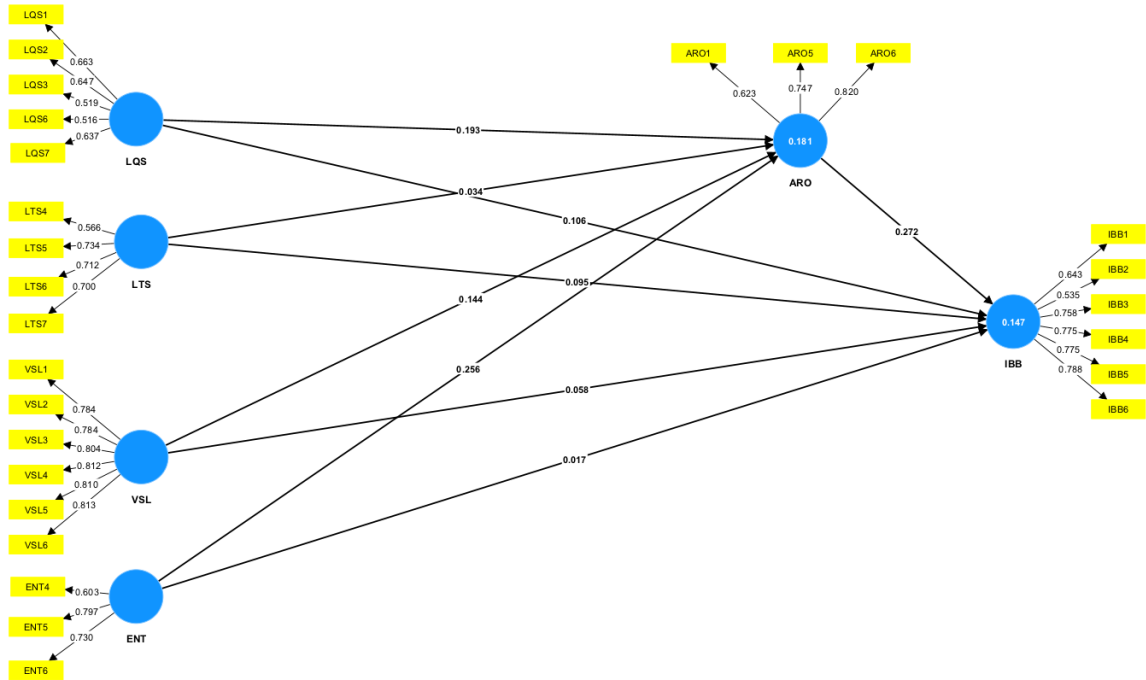 LQS1
LQS2
LQS3
LQS6
LQS7
0.663
0.647
0.519
0.516
0.637
LQS
LTS4
LTS5
LTS6
LTS7
0.566
0.734
0.712
0.700
LTS
VSL1
VSL2
VSL3
VSL4
VSL5
VSL6
0.784
0.784
0.804
0.812
0.810
0.813
VSL
ENT4
ENT5
ENT6
0.603
0.797
0.730
ENT
0.193
0.034
0.106
0.095
0.144
0.256
0.058
0.017
ARO1
ARO5
ARO6
0.623
0.747
0.820
0.181
ARO
0.272
0.147
IBB
0.643
0.535
0.758
0.775
0.775
0.788
IBB1
IBB2
IBB3
IBB4
IBB5
IBB6